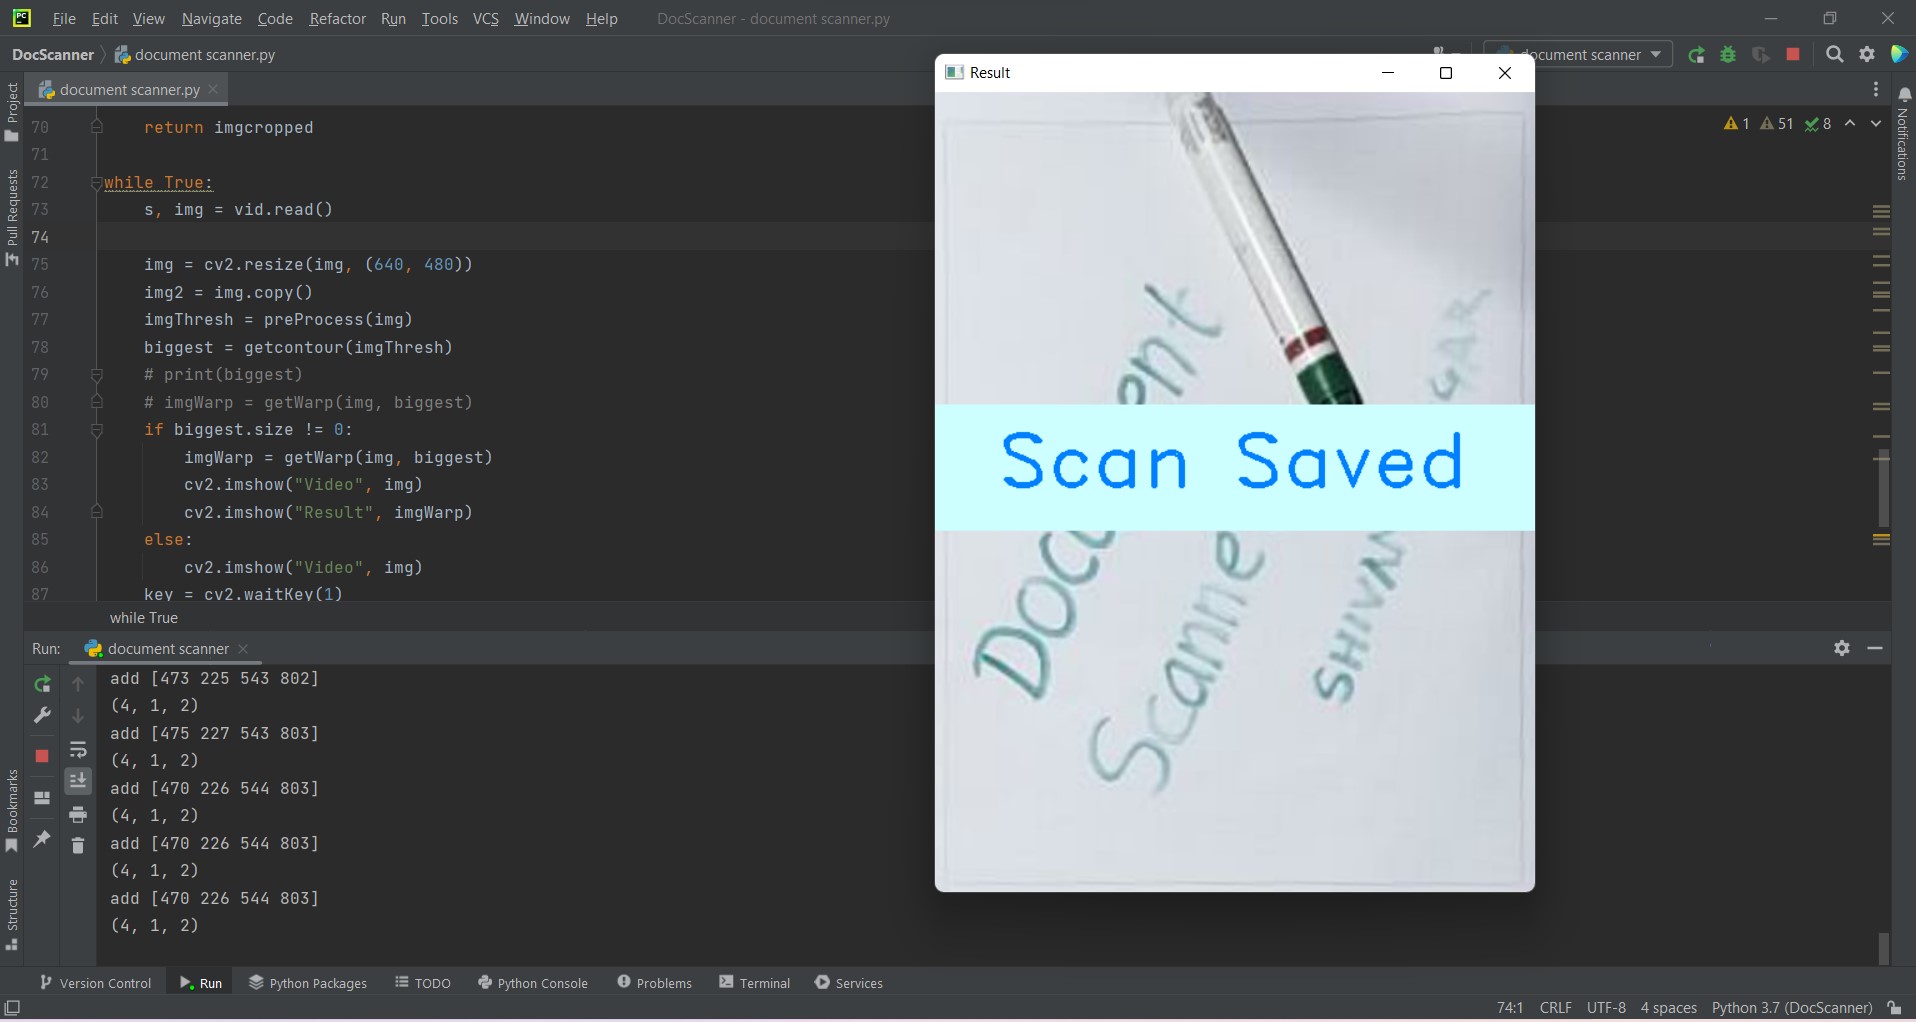 PC
File Edit View Navigate Code Refactor Run Tools VCS Window Help DocScanner - document scanner.py
DocScanner document scanner.py
document scanner
document scanner.py
1 51 8
Project
Pull Requests
Bookmarks
Structure
Notifications
70 return imgcropped
71
72 while True:
73 s, img = vid.read()
74
75 img = cv2.resize(img, (640, 480))
76 img2 = img.copy()
77 imgThresh = preProcess(img)
78 biggest = getcontour(imgThresh)
79 # print(biggest)
80 # imgWarp = getWarp(img, biggest)
81 if biggest.size != 0:
82 imgWarp = getWarp(img, biggest)
83 cv2.imshow("Video", img)
84 cv2.imshow("Result", imgWarp)
85 else:
86 cv2.imshow("Video", img)
87 key = cv2.waitKey(1)
while True
Run: document scanner
add [473 225 543 802]
(4, 1, 2)
add [475 227 543 803]
(4, 1, 2)
add [470 226 544 803]
(4, 1, 2)
add [470 226 544 803]
(4, 1, 2)
add [470 226 544 803]
(4, 1, 2)
Result
Scan Saved
Version Control Run Python Packages TODO Python Console Problems Terminal Services
74:1 CRLF UTF-8 4 spaces Python 3.7 (DocScanner)